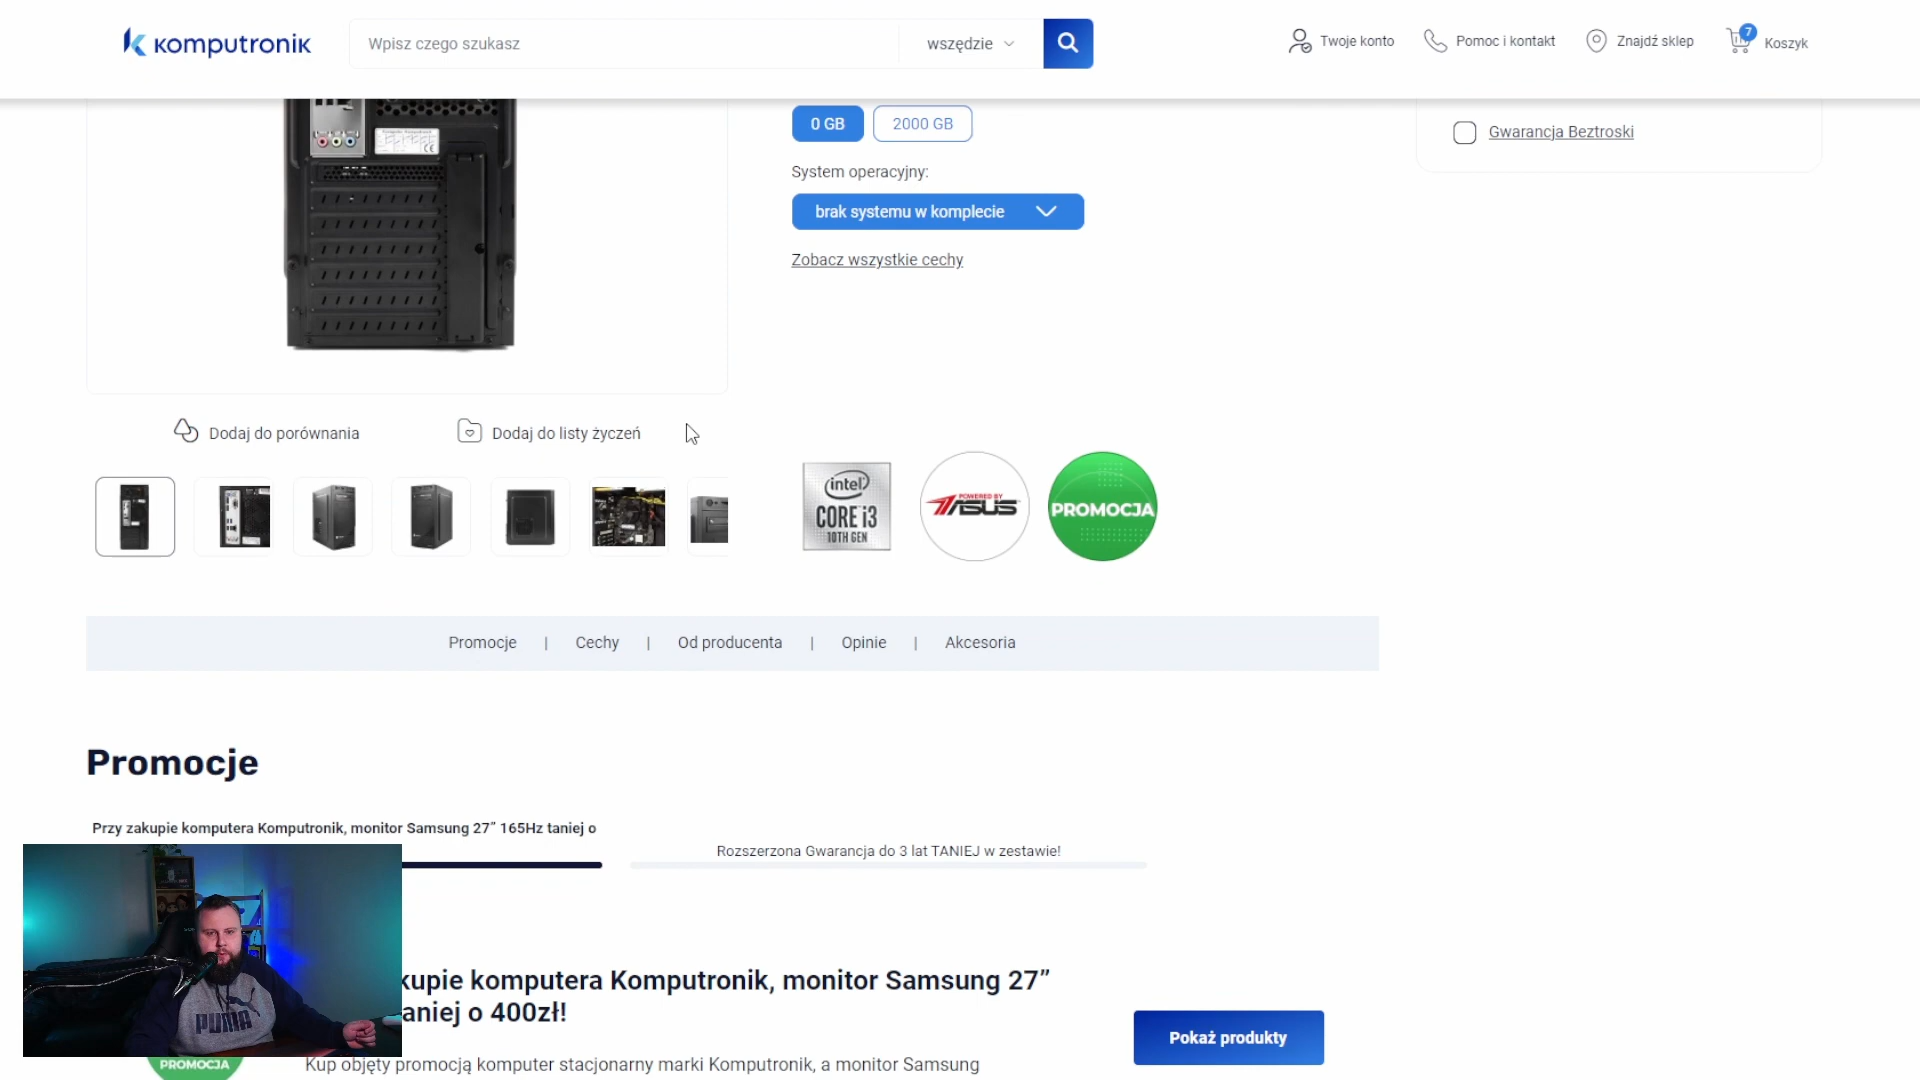 komputronik
Wpisz czego szukasz
wszędzie
Twoje konto
Pomoc i kontakt
Znajdź sklep
7
Koszyk
0 GB
2000 GB
Gwarancja Beztroski
System operacyjny:
brak systemu w komplecie
Zobacz wszystkie cechy
Dodaj do porównania
Dodaj do listy życzeń
intel
CORE i3
10TH GEN
POWERED BY
ASUS
PROMOCJA
Promocje | Cechy | Od producenta | Opinie | Akcesoria
Promocje
Przy zakupie komputera Komputronik, monitor Samsung 27” 165Hz taniej o
Rozszerzona Gwarancja do 3 lat TANIEJ w zestawie!
kupie komputera Komputronik, monitor Samsung 27”
aniej o 400zł!
Pokaż produkty
PUMA
PROMOCJA
Kup objęty promocją komputer stacjonarny marki Komputronik, a monitor Samsung